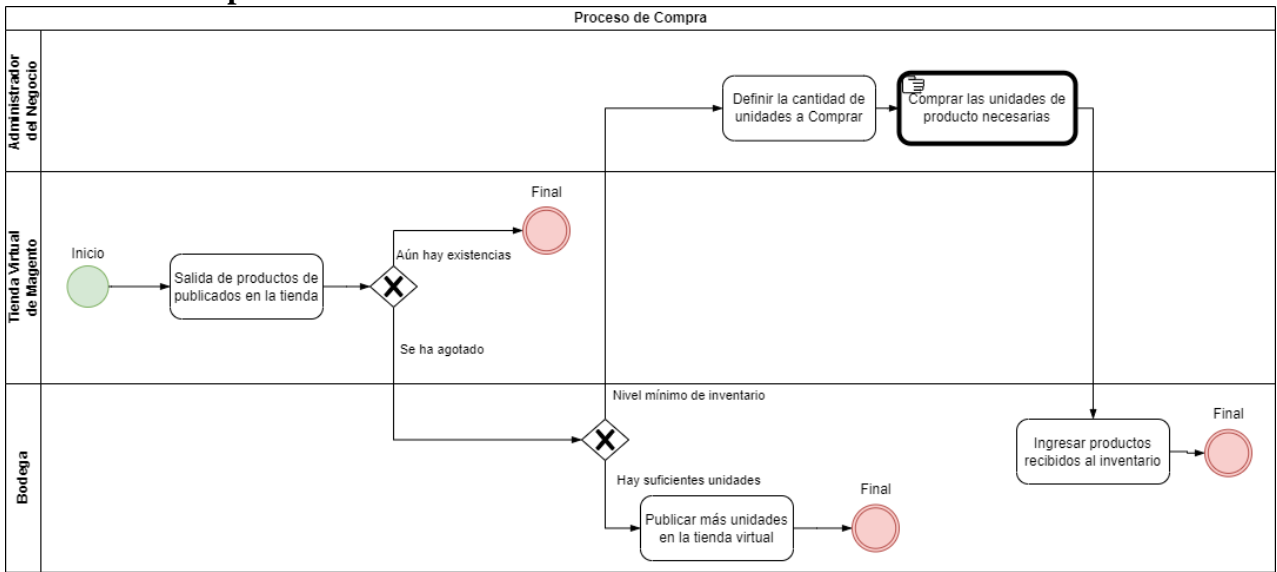 Proceso de Compra
Administrador
del Negocio
Definir la cantidad de
unidades a Comprar
Comprar las unidades de
producto necesarias
Tienda Virtual
de Magento
Inicio
Salida de productos de
publicados en la tienda
Aún hay existencias
Final
Se ha agotado
Bodega
Nivel mínimo de inventario
Hay suficientes unidades
Publicar más unidades
en la tienda virtual
Final
Ingresar productos
recibidos al inventario
Final